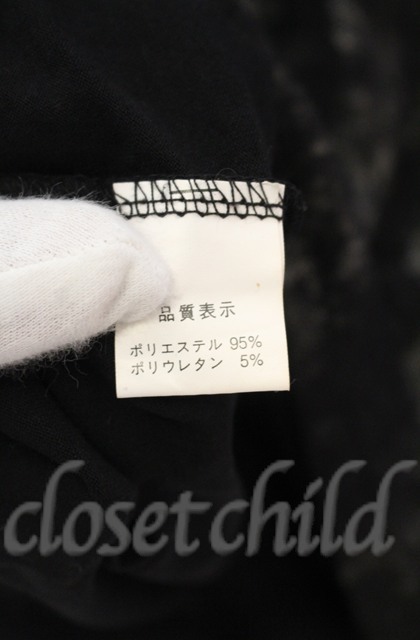 品質表示
ポリエステル 95%
ポリウレタン 5%
closet child